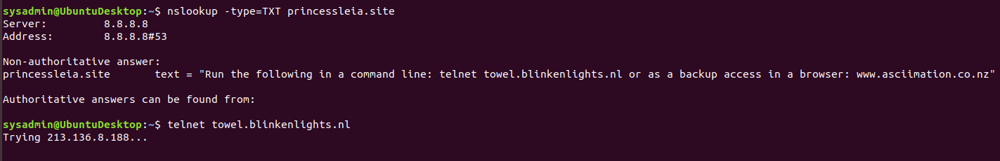 sysadmin@UbuntuDesktop:~$ nslookup -type=TXT princessleia.site
Server:         8.8.8.8
Address:        8.8.8.8#53
Non-authoritative answer:
princessleia.site       text = "Run the following in a command line: telnet towel.blinkenlights.nl or as a backup access in a browser: www.asciimation.co.nz"
Authoritative answers can be found from:
sysadmin@UbuntuDesktop:~$ telnet towel.blinkenlights.nl
Trying 213.136.8.188...